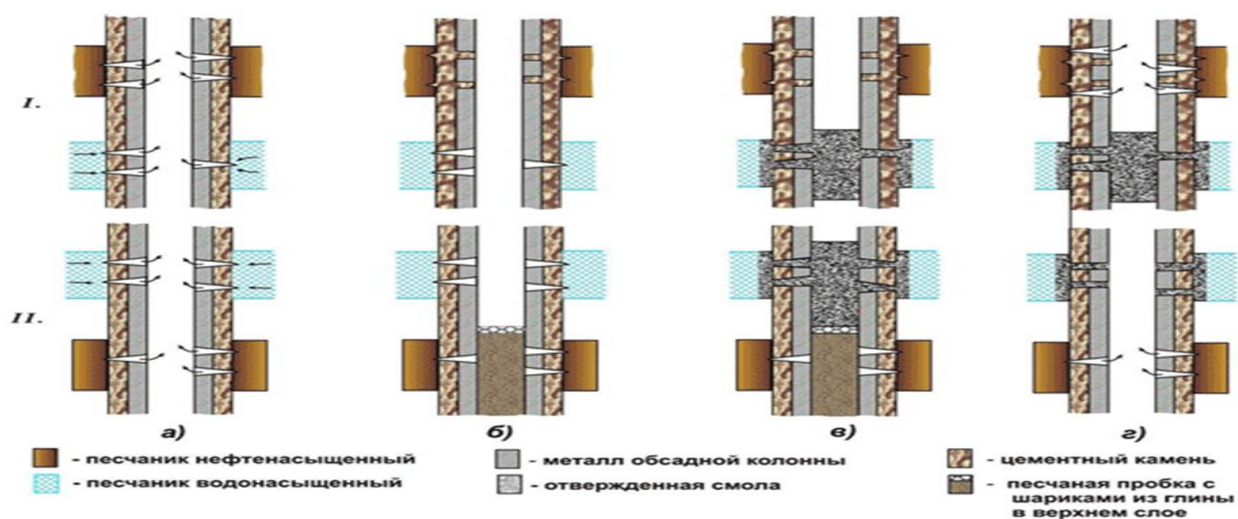 I.
II.
а) б) в) г)
- песчаник нефтенасыщенный
- песчаник водонасыщенный
- металл обсадной колонны
- отвержденная смола
- цементный камень
- песчаная пробка с
шариками из глины
в верхнем слое